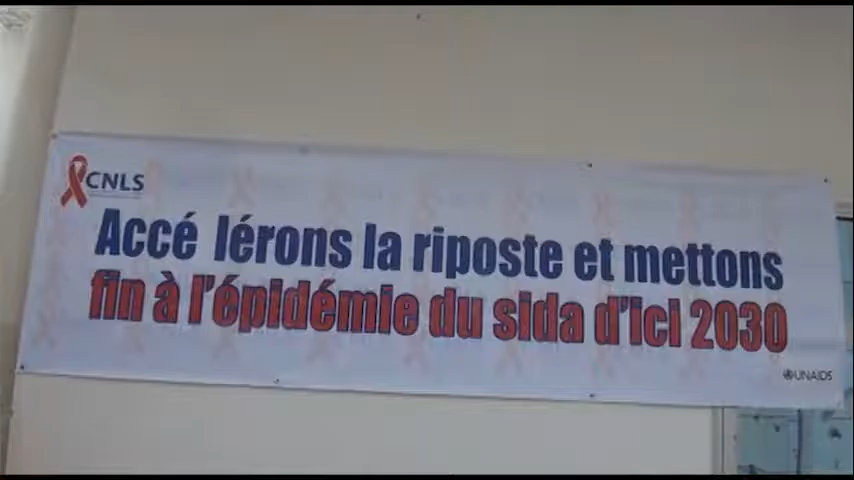 CNLS
Accé lérons la riposte et mettons
fin à l'épidémie du sida d'ici 2030
UNAIDS